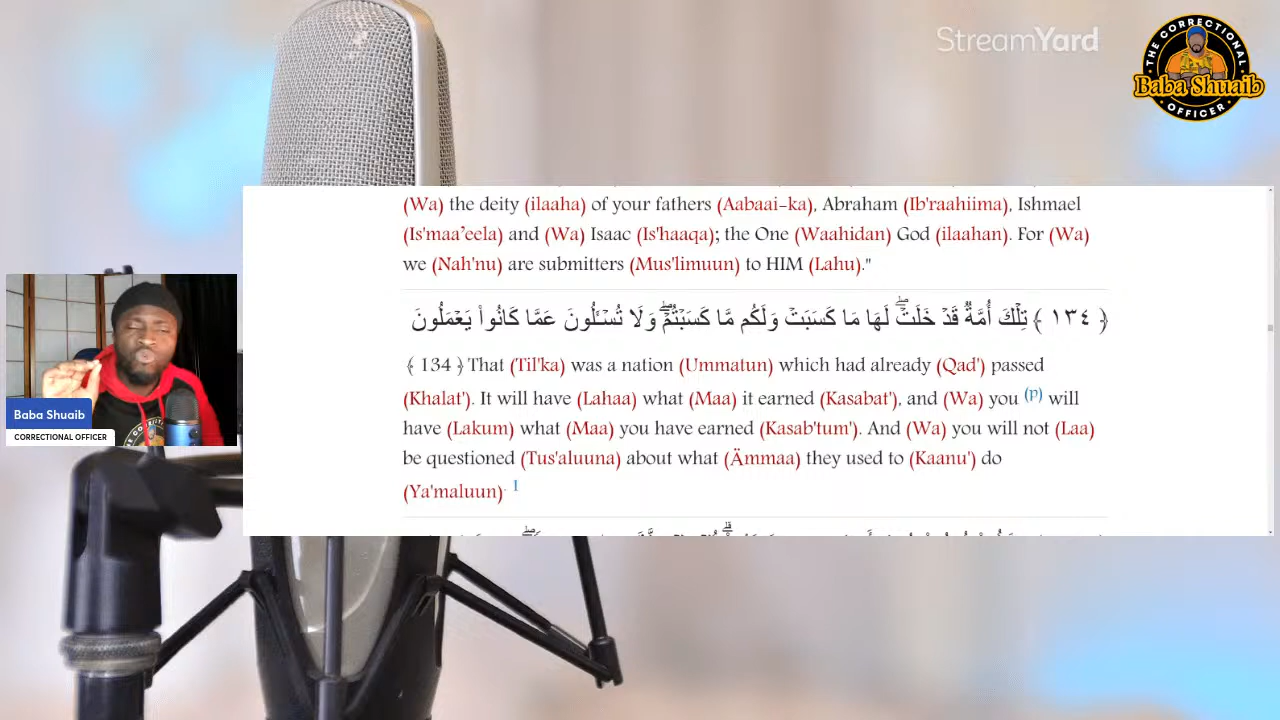 StreamYard
THE CORRECTIONAL
Baba Shuaib
OFFICER
(Wa) the deity (ilaaha) of your fathers (Aabaai-ka), Abraham (Ib'raahiima), Ishmael
(Is'maa’eela) and (Wa) Isaac (Is'haaqa); the One (Waahidan) God (ilaahan). For (Wa)
we (Nah'nu) are submitters (Mus'limuun) to HIM (Lahu)."
﴿ ١٣٤ ﴾ تِلۡكَ أُمَّةٌ قَدۡ خَلَتۡۖ لَهَا مَا كَسَبَتۡ وَلَكُم مَّا كَسَبۡتُمۡۖ وَلَا تُسۡـَٔلُونَ عَمَّا كَانُواْ يَعۡمَلُونَ
﴾ 134 ﴿ That (Til'ka) was a nation (Ummatun) which had already (Qad') passed
(Khalat'). It will have (Lahaa) what (Maa) it earned (Kasabat'), and (Wa) you (p) will
have (Lakum) what (Maa) you have earned (Kasab'tum'). And (Wa) you will not (Laa)
be questioned (Tus'aluuna) about what (Ämmaa) they used to (Kaanu') do
(Ya'maluun). 1
Baba Shuaib
CORRECTIONAL OFFICER